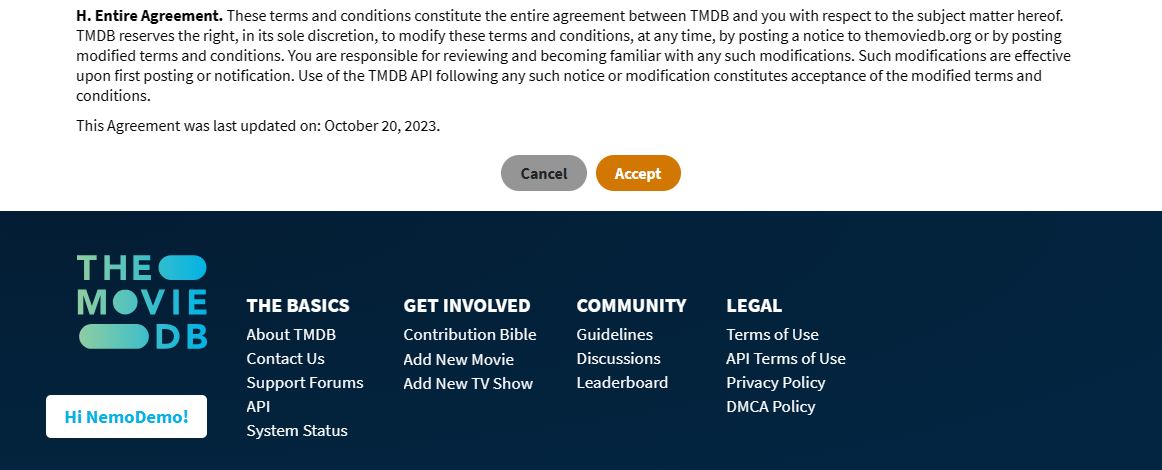 H. Entire Agreement. These terms and conditions constitute the entire agreement between TMDB and you with respect to the subject matter hereof.
TMDB reserves the right, in its sole discretion, to modify these terms and conditions, at any time, by posting a notice to themoviedb.org or by posting
modified terms and conditions. You are responsible for reviewing and becoming familiar with any such modifications. Such modifications are effective
upon first posting or notification. Use of the TMDB API following any such notice or modification constitutes acceptance of the modified terms and
conditions.
This Agreement was last updated on: October 20, 2023.
Cancel Accept
THE
MOVIE
DB
Hi NemoDemo!
THE BASICS
About TMDB
Contact Us
Support Forums
API
System Status
GET INVOLVED
Contribution Bible
Add New Movie
Add New TV Show
COMMUNITY
Guidelines
Discussions
Leaderboard
LEGAL
Terms of Use
API Terms of Use
Privacy Policy
DMCA Policy